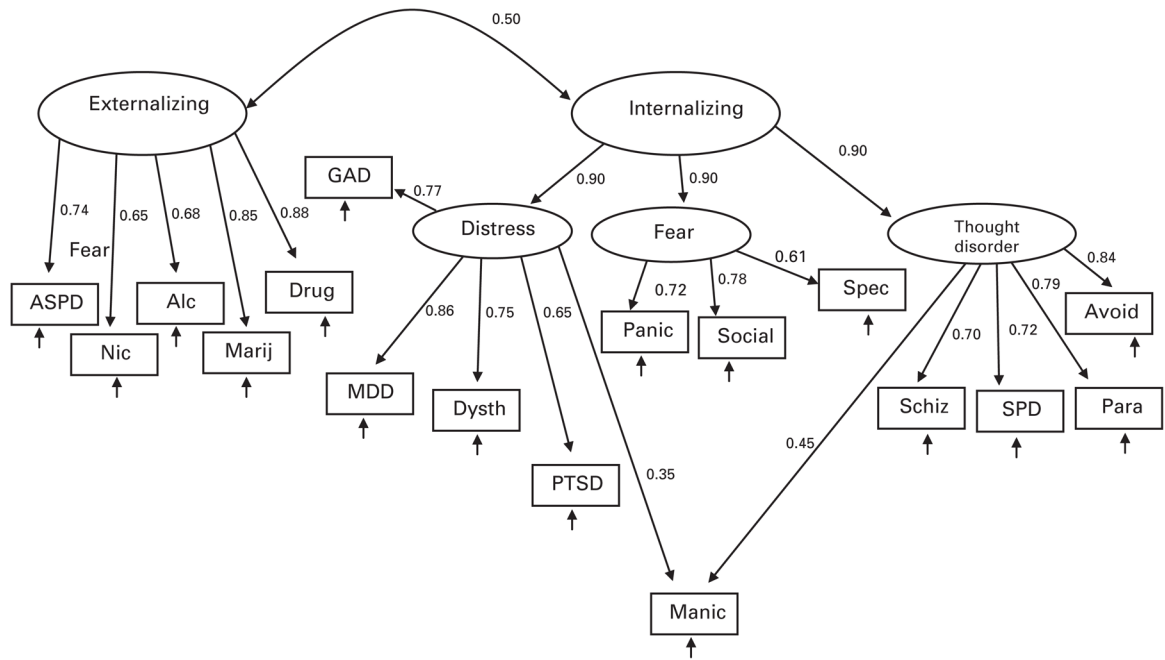 0.50
Externalizing
Internalizing
0.90
GAD
0.77
0.90
0.90
0.74
0.65
0.68
0.85
0.88
Distress
Fear
Thought
disorder
Fear
0.61
0.84
ASPD
Alc
Drug
0.86
0.75
0.65
0.72
0.78
Spec
0.79
Avoid
Nic
Marij
Panic
Social
0.70
0.72
MDD
Dysth
Schiz
SPD
Para
0.45
PTSD
0.35
Manic